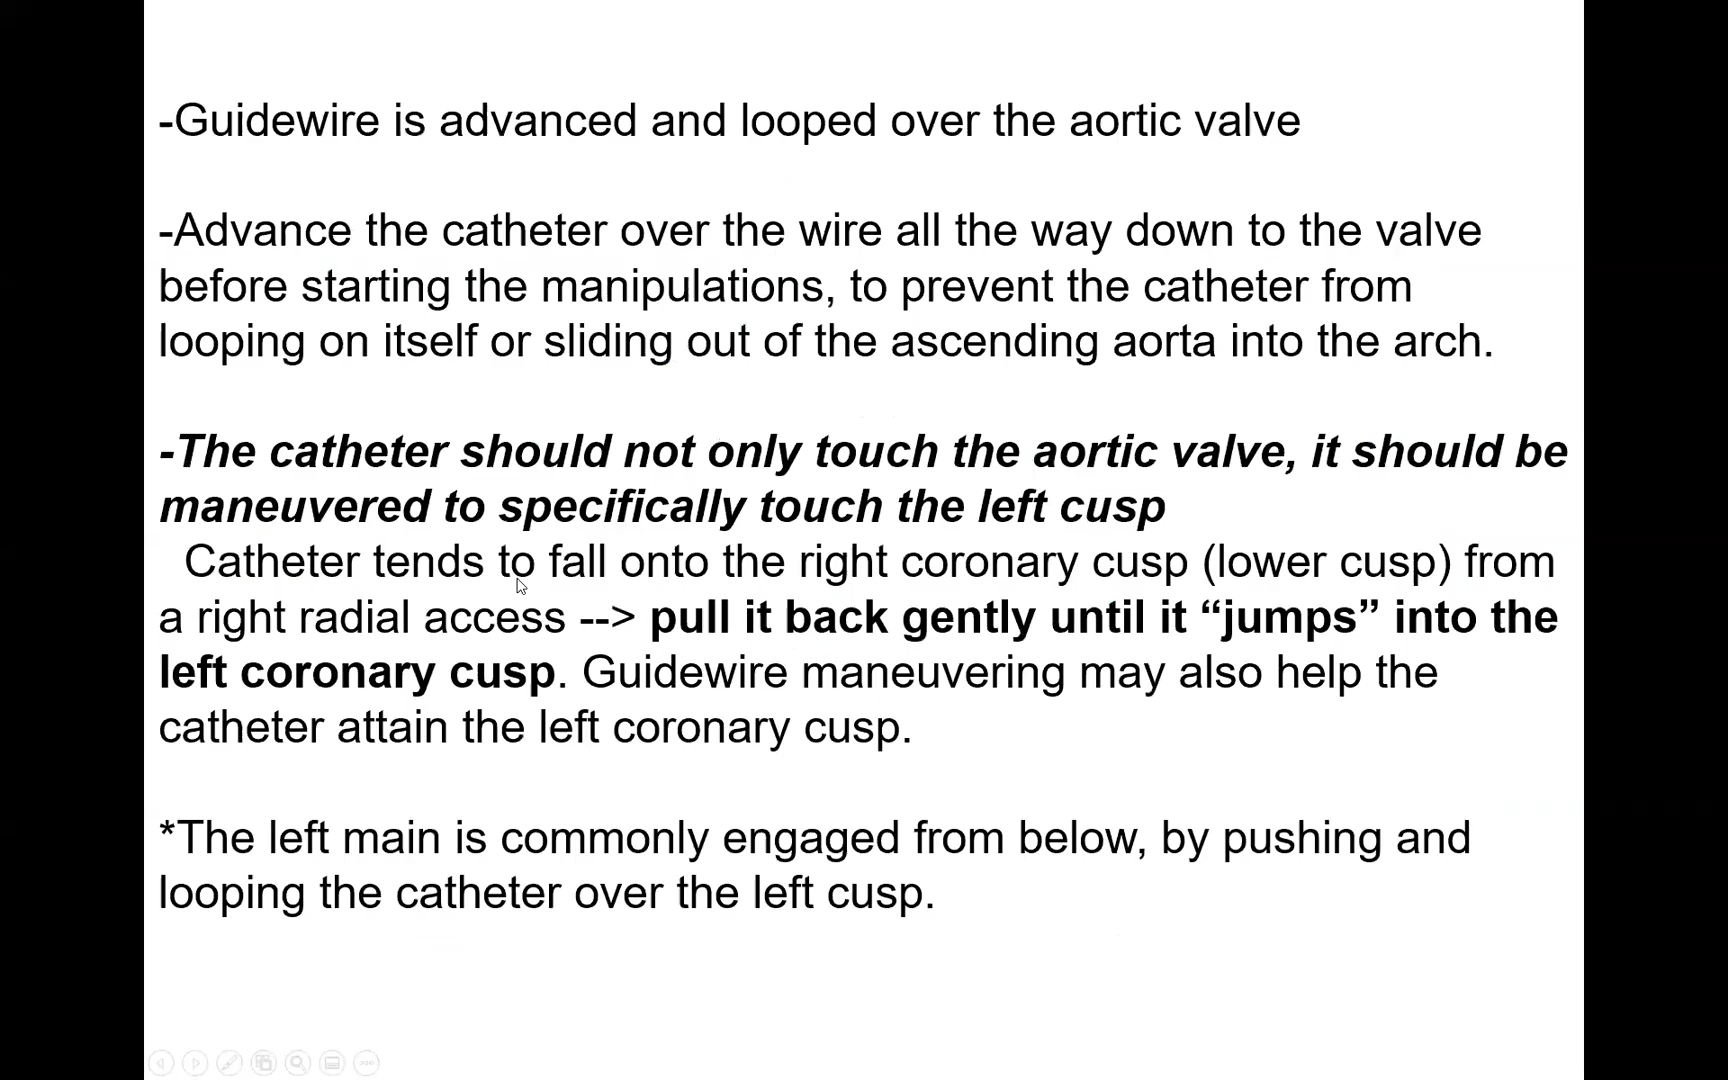 -Guidewire is advanced and looped over the aortic valve
-Advance the catheter over the wire all the way down to the valve
before starting the manipulations, to prevent the catheter from
looping on itself or sliding out of the ascending aorta into the arch.
-The catheter should not only touch the aortic valve, it should be
maneuvered to specifically touch the left cusp
Catheter tends to fall onto the right coronary cusp (lower cusp) from
a right radial access --> pull it back gently until it “jumps” into the
left coronary cusp. Guidewire maneuvering may also help the
catheter attain the left coronary cusp.
*The left main is commonly engaged from below, by pushing and
looping the catheter over the left cusp.